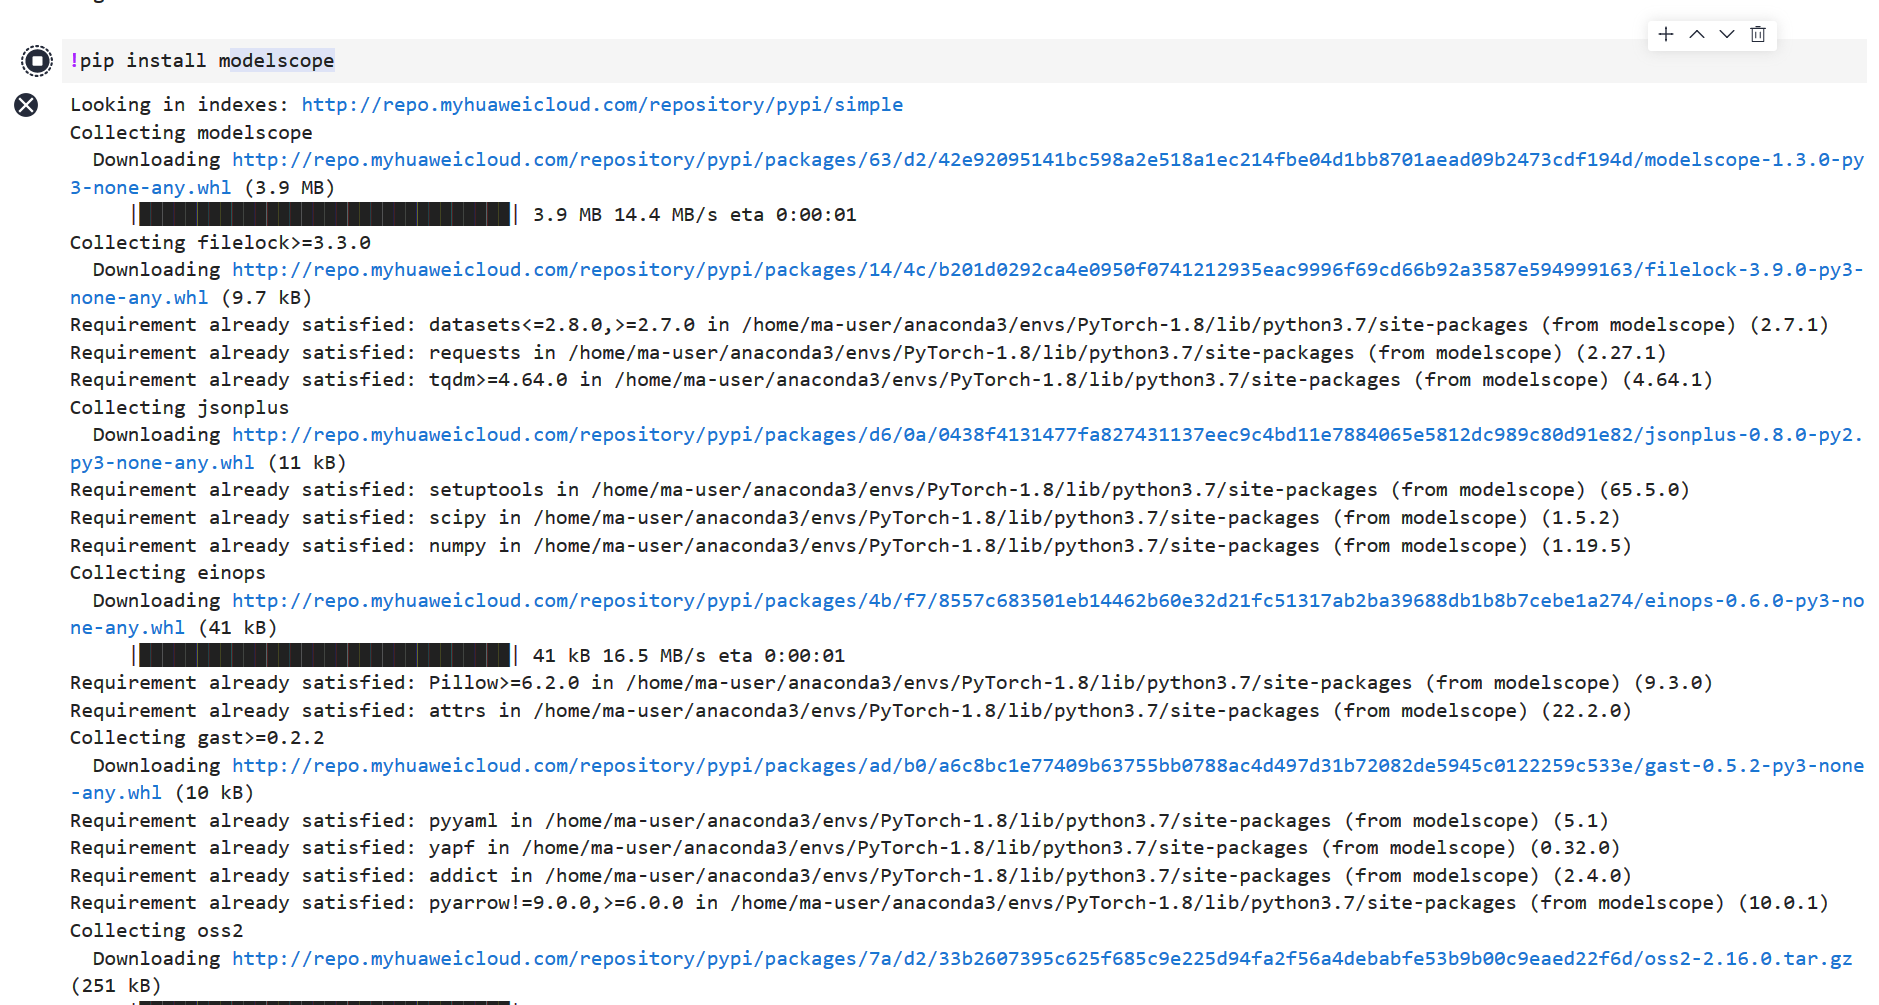 !pip install modelscope
Looking in indexes: http://repo.myhuaweicloud.com/repository/pypi/simple
Collecting modelscope
  Downloading http://repo.myhuaweicloud.com/repository/pypi/packages/63/d2/42e92095141bc598a2e518a1ec214fbe04d1bb8701aead09b2473cdf194d/modelscope-1.3.0-py
3-none-any.whl (3.9 MB)
| 3.9 MB 14.4 MB/s eta 0:00:01
Collecting filelock>=3.3.0
  Downloading http://repo.myhuaweicloud.com/repository/pypi/packages/14/4c/b201d0292ca4e0950f0741212935eac9996f69cd66b92a3587e594999163/filelock-3.9.0-py3-
none-any.whl (9.7 kB)
Requirement already satisfied: datasets<=2.8.0,>=2.7.0 in /home/ma-user/anaconda3/envs/PyTorch-1.8/lib/python3.7/site-packages (from modelscope) (2.7.1)
Requirement already satisfied: requests in /home/ma-user/anaconda3/envs/PyTorch-1.8/lib/python3.7/site-packages (from modelscope) (2.27.1)
Requirement already satisfied: tqdm>=4.64.0 in /home/ma-user/anaconda3/envs/PyTorch-1.8/lib/python3.7/site-packages (from modelscope) (4.64.1)
Collecting jsonplus
  Downloading http://repo.myhuaweicloud.com/repository/pypi/packages/d6/0a/0438f4131477fa827431137eec9c4bd11e7884065e5812dc989c80d91e82/jsonplus-0.8.0-py2.
py3-none-any.whl (11 kB)
Requirement already satisfied: setuptools in /home/ma-user/anaconda3/envs/PyTorch-1.8/lib/python3.7/site-packages (from modelscope) (65.5.0)
Requirement already satisfied: scipy in /home/ma-user/anaconda3/envs/PyTorch-1.8/lib/python3.7/site-packages (from modelscope) (1.5.2)
Requirement already satisfied: numpy in /home/ma-user/anaconda3/envs/PyTorch-1.8/lib/python3.7/site-packages (from modelscope) (1.19.5)
Collecting einops
  Downloading http://repo.myhuaweicloud.com/repository/pypi/packages/4b/f7/8557c683501eb14462b60e32d21fc51317ab2ba39688db1b8b7cebe1a274/einops-0.6.0-py3-no
ne-any.whl (41 kB)
| 41 kB 16.5 MB/s eta 0:00:01
Requirement already satisfied: Pillow>=6.2.0 in /home/ma-user/anaconda3/envs/PyTorch-1.8/lib/python3.7/site-packages (from modelscope) (9.3.0)
Requirement already satisfied: attrs in /home/ma-user/anaconda3/envs/PyTorch-1.8/lib/python3.7/site-packages (from modelscope) (22.2.0)
Collecting gast>=0.2.2
  Downloading http://repo.myhuaweicloud.com/repository/pypi/packages/ad/b0/a6c8bc1e77409b63755bb0788ac4d497d31b72082de5945c0122259c533e/gast-0.5.2-py3-none
-any.whl (10 kB)
Requirement already satisfied: pyyaml in /home/ma-user/anaconda3/envs/PyTorch-1.8/lib/python3.7/site-packages (from modelscope) (5.1)
Requirement already satisfied: yapf in /home/ma-user/anaconda3/envs/PyTorch-1.8/lib/python3.7/site-packages (from modelscope) (0.32.0)
Requirement already satisfied: addict in /home/ma-user/anaconda3/envs/PyTorch-1.8/lib/python3.7/site-packages (from modelscope) (2.4.0)
Requirement already satisfied: pyarrow!=9.0.0,>=6.0.0 in /home/ma-user/anaconda3/envs/PyTorch-1.8/lib/python3.7/site-packages (from modelscope) (10.0.1)
Collecting oss2
  Downloading http://repo.myhuaweicloud.com/repository/pypi/packages/7a/d2/33b2607395c625f685c9e225d94fa2f56a4debabfe53b9b00c9eaed22f6d/oss2-2.16.0.tar.gz
(251 kB)